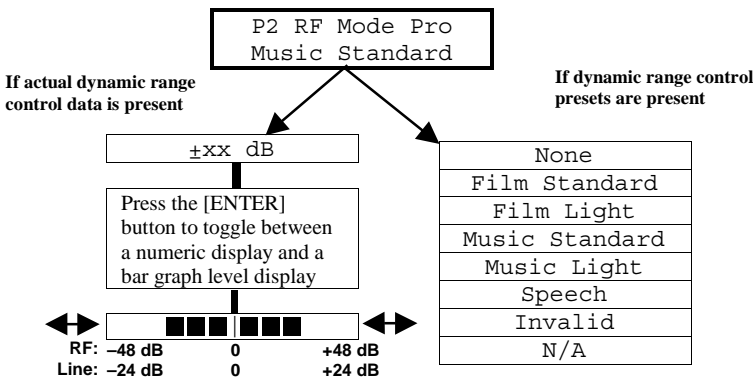 P2 RF Mode Pro
Music Standard
If actual dynamic range
control data is present
If dynamic range control
presets are present
±xx dB
Press the [ENTER]
button to toggle between
a numeric display and a
bar graph level display
RF: –48 dB 0 +48 dB
Line: –24 dB 0 +24 dB
None
Film Standard
Film Light
Music Standard
Music Light
Speech
Invalid
N/A